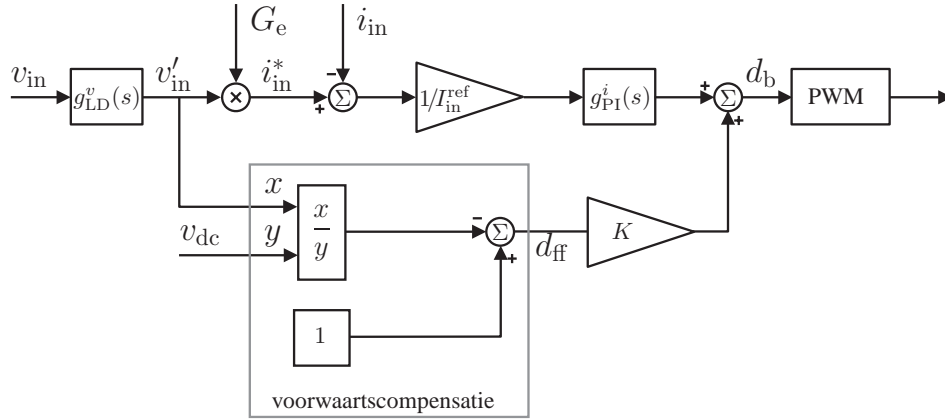 G_e
i_in
v_in
g^v_LD(s)
v′_in
×
i*_in
−
+
Σ
1/I^ref_in
g^i_PI(s)
+
Σ
+
d_b
PWM
x
v_dc
y
x/y
−
Σ
+
d_ff
K
1
voorwaartscompensatie